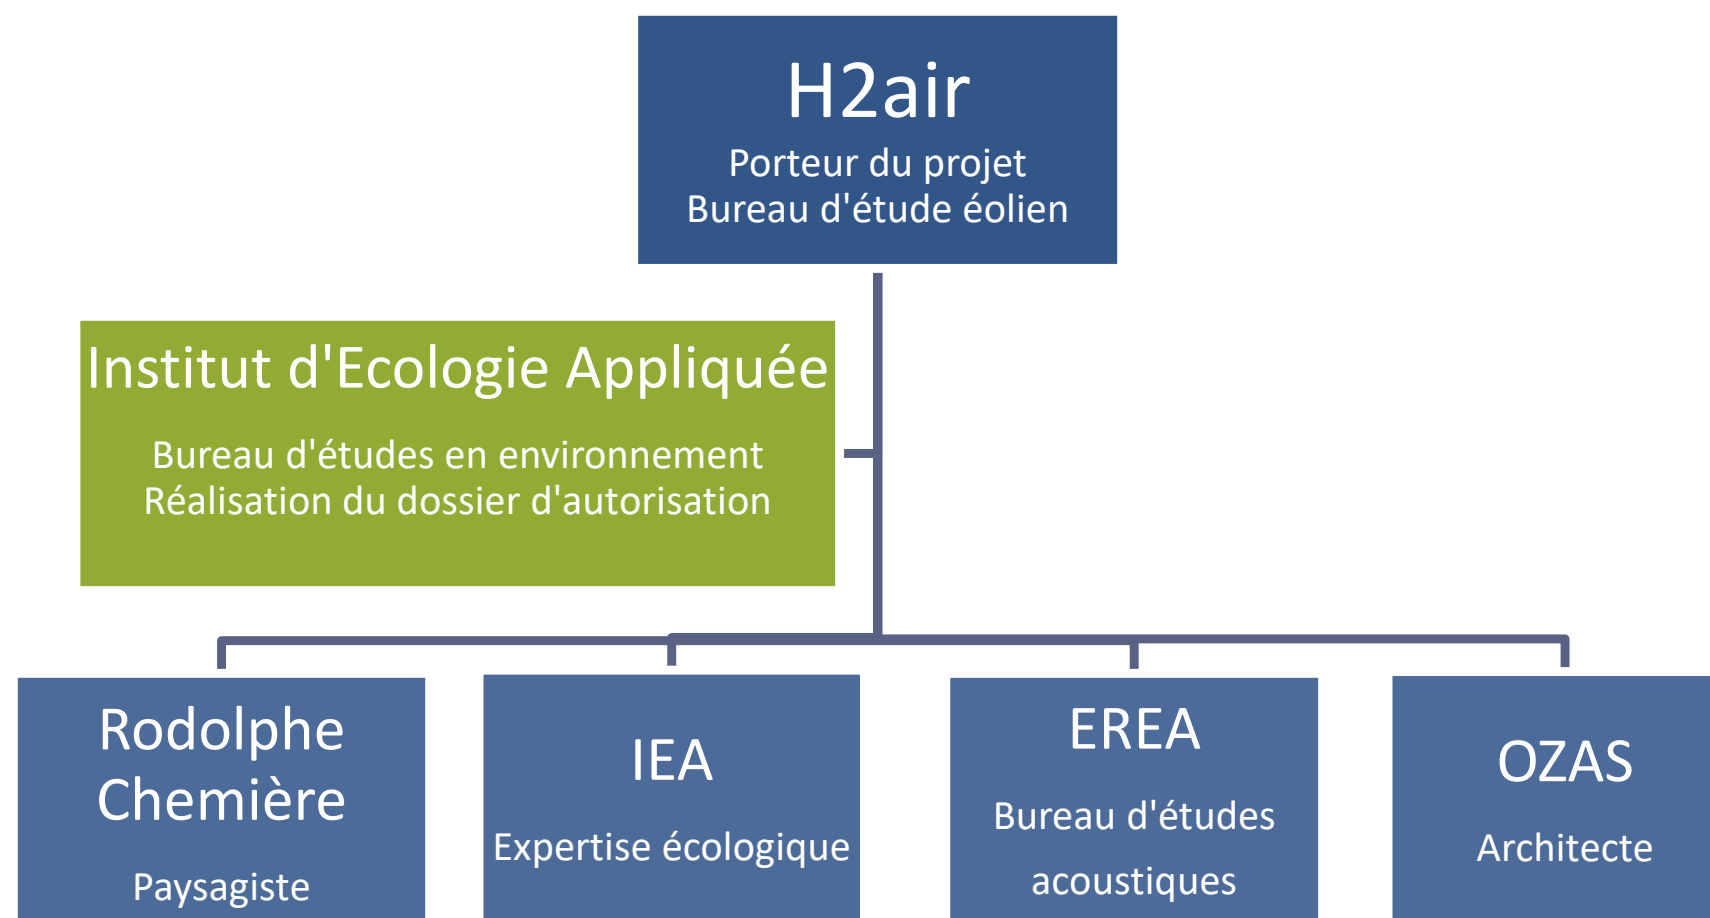 H2air
Porteur du projet
Bureau d'étude éolien
Institut d'Ecologie Appliquée
Bureau d'études en environnement
Réalisation du dossier d'autorisation
Rodolphe
Chemière
Paysagiste
IEA
Expertise écologique
EREA
Bureau d'études
acoustiques
OZAS
Architecte